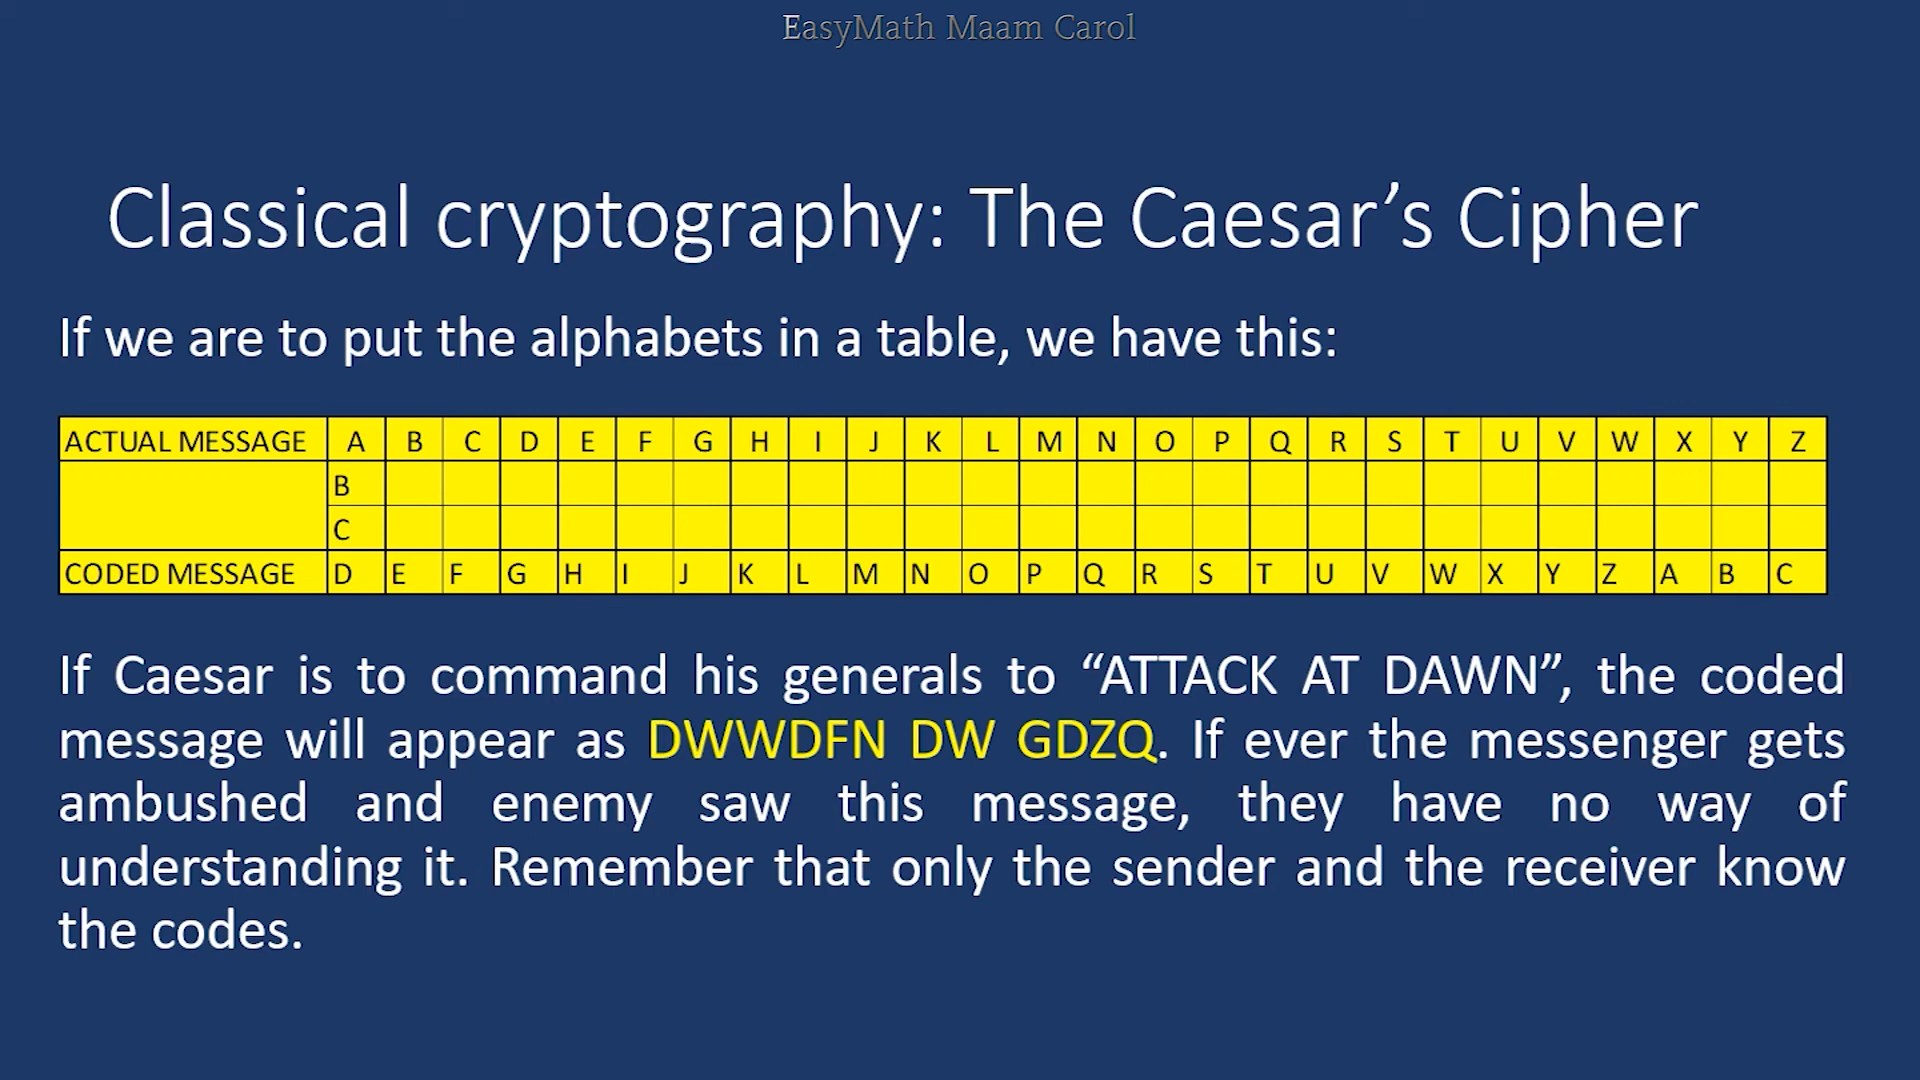 EasyMath Maam Carol
Classical cryptography: The Caesar’s Cipher
If we are to put the alphabets in a table, we have this:
ACTUAL MESSAGE A B C D E F G H I J K L M N O P Q R S T U V W X Y Z
B
C
CODED MESSAGE D E F G H I J K L M N O P Q R S T U V W X Y Z A B C
If Caesar is to command his generals to “ATTACK AT DAWN”, the coded
message will appear as DWWDFN DW GDZQ. If ever the messenger gets
ambushed and enemy saw this message, they have no way of
understanding it. Remember that only the sender and the receiver know
the codes.